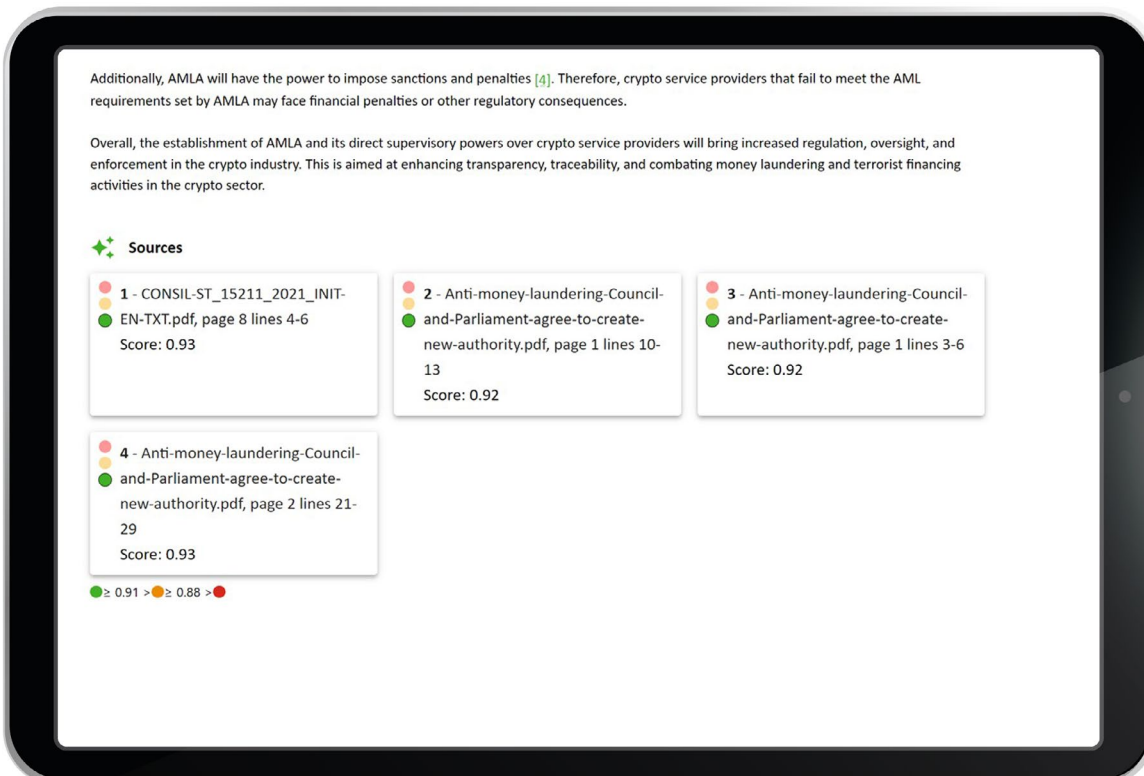 Additionally, AMLA will have the power to impose sanctions and penalties [4]. Therefore, crypto service providers that fail to meet the AML
requirements set by AMLA may face financial penalties or other regulatory consequences.
Overall, the establishment of AMLA and its direct supervisory powers over crypto service providers will bring increased regulation, oversight, and
enforcement in the crypto industry. This is aimed at enhancing transparency, traceability, and combating money laundering and terrorist financing
activities in the crypto sector.
Sources
1 - CONSIL-ST_15211_2021_INIT-
EN-TXT.pdf, page 8 lines 4-6
Score: 0.93
2 - Anti-money-laundering-Council-
and-Parliament-agree-to-create-
new-authority.pdf, page 1 lines 10-
13
Score: 0.92
3 - Anti-money-laundering-Council-
and-Parliament-agree-to-create-
new-authority.pdf, page 1 lines 3-6
Score: 0.92
4 - Anti-money-laundering-Council-
and-Parliament-agree-to-create-
new-authority.pdf, page 2 lines 21-
29
Score: 0.93
≥ 0.91 > ≥ 0.88 >